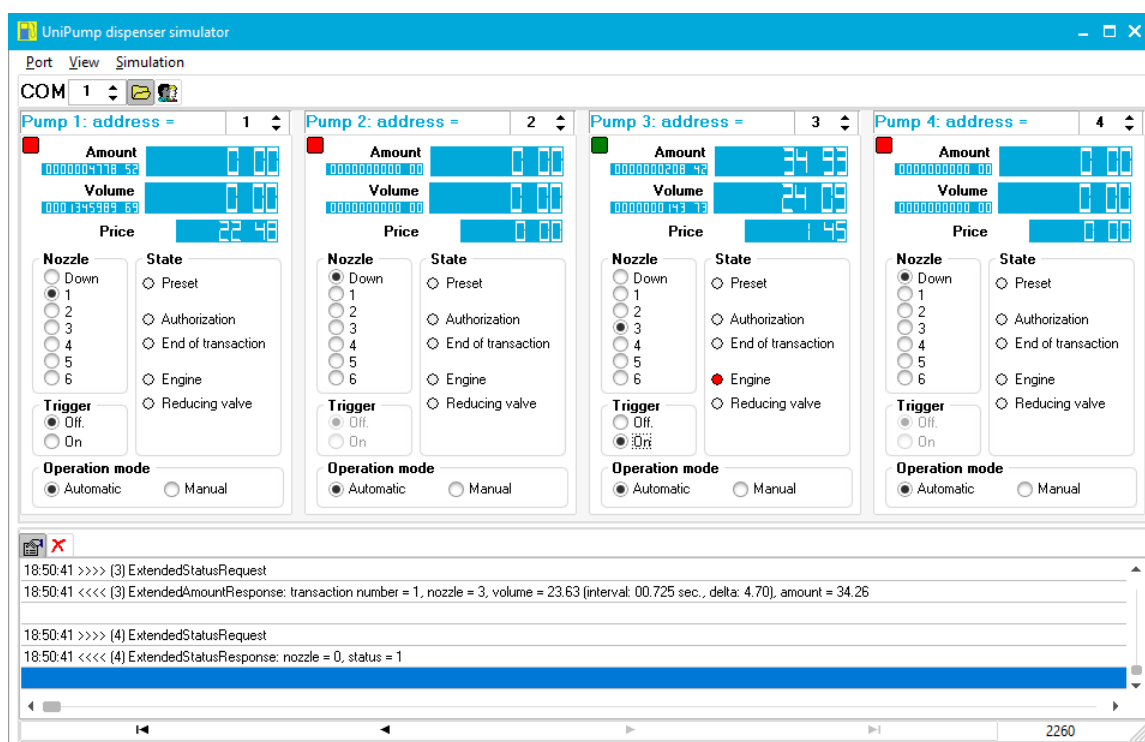 UniPump dispenser simulator
Port View Simulation
COM 1
Pump 1: address = 1
Amount
0000004778 52
0 00
Volume
0001345989 69
0 00
Price
22 48
Nozzle
Down
1
2
3
4
5
6
State
Preset
Authorization
End of transaction
Engine
Reducing valve
Trigger
Off.
On
Operation mode
Automatic Manual
Pump 2: address = 2
Amount
0000000000 00
0 00
Volume
0000000000 00
0 00
Price
0 00
Nozzle
Down
1
2
3
4
5
6
State
Preset
Authorization
End of transaction
Engine
Reducing valve
Trigger
Off.
On
Operation mode
Automatic Manual
Pump 3: address = 3
Amount
0000000208 42
34 93
Volume
0000000143 73
24 09
Price
1 45
Nozzle
Down
1
2
3
4
5
6
State
Preset
Authorization
End of transaction
Engine
Reducing valve
Trigger
Off.
On
Operation mode
Automatic Manual
Pump 4: address = 4
Amount
0000000000 00
0 00
Volume
0000000000 00
0 00
Price
0 00
Nozzle
Down
1
2
3
4
5
6
State
Preset
Authorization
End of transaction
Engine
Reducing valve
Trigger
Off.
On
Operation mode
Automatic Manual
18:50:41 >>>> (3) ExtendedStatusRequest
18:50:41 <<<< (3) ExtendedAmountResponse: transaction number = 1, nozzle = 3, volume = 23.63 (interval: 00.725 sec., delta: 4.70), amount = 34.26
18:50:41 >>>> (4) ExtendedStatusRequest
18:50:41 <<<< (4) ExtendedStatusResponse: nozzle = 0, status = 1
2260